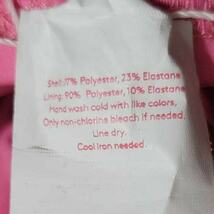 Shell:77% Polyester, 23% Elastane
Lining: 90% Polyester, 10% Elastane
Hand wash cold with like colors,
Only non-chlorine bleach if needed.
Line dry.
Cool iron needed.